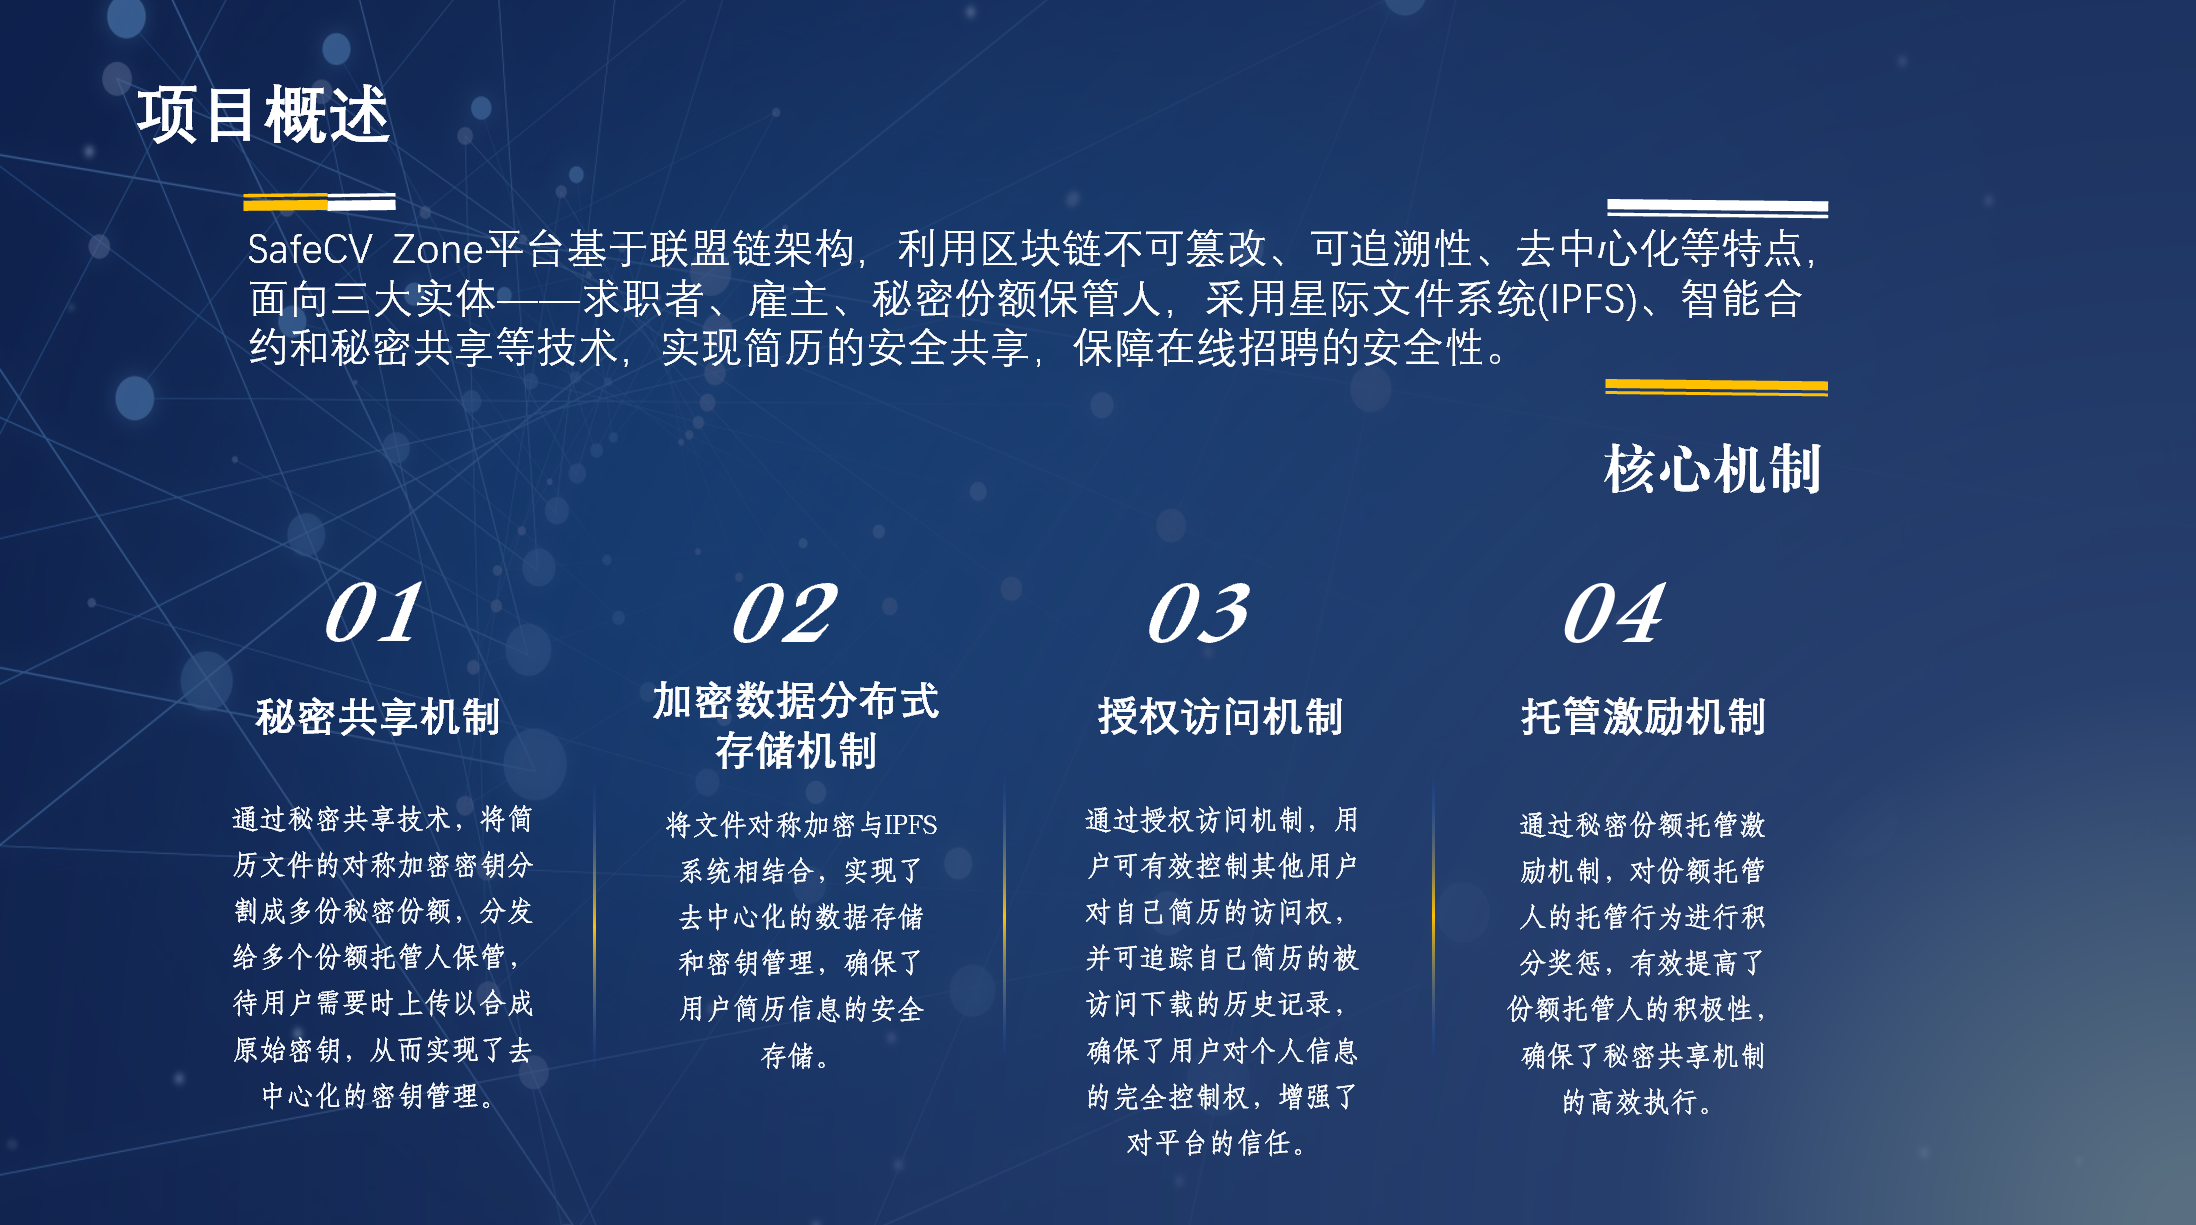 项目概述
SafeCV Zone平台基于联盟链架构，利用区块链不可篡改、可追溯性、去中心化等特点，
面向三大实体——求职者、雇主、秘密份额保管人，采用星际文件系统(IPFS)、智能合
约和秘密共享等技术，实现简历的安全共享，保障在线招聘的安全性。
核心机制
01
秘密共享机制
通过秘密共享技术，将简
历文件的对称加密密钥分
割成多份秘密份额，分发
给多个份额托管人保管，
待用户需要时上传以合成
原始密钥，从而实现了去
中心化的密钥管理。
02
加密数据分布式
存储机制
将文件对称加密与IPFS
系统相结合，实现了
去中心化的数据存储
和密钥管理，确保了
用户简历信息的安全
存储。
03
授权访问机制
通过授权访问机制，用
户可有效控制其他用户
对自己简历的访问权，
并可追踪自己简历的被
访问下载的历史记录，
确保了用户对个人信息
的完全控制权，增强了
对平台的信任。
04
托管激励机制
通过秘密份额托管激
励机制，对份额托管
人的托管行为进行积
分奖惩，有效提高了
份额托管人的积极性，
确保了秘密共享机制
的高效执行。